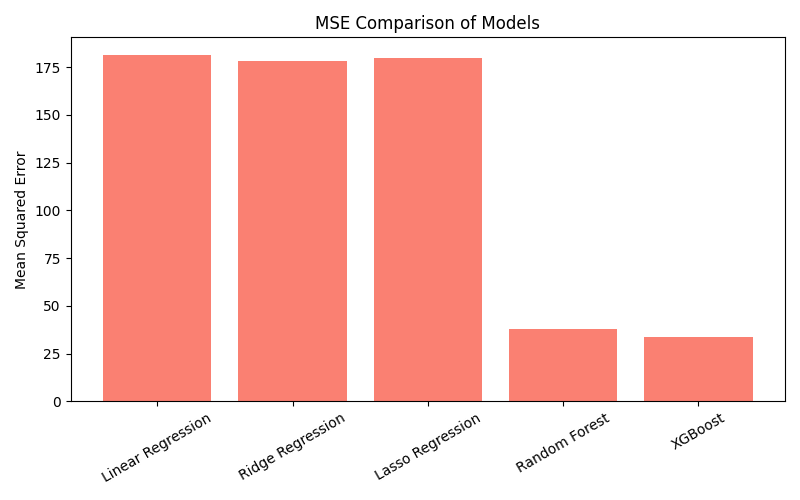 MSE Comparison of Models
Mean Squared Error
175
150
125
100
75
50
25
0
Linear Regression
Ridge Regression
Lasso Regression
Random Forest
XGBoost